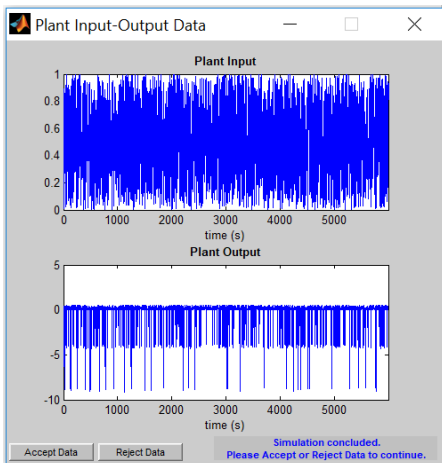 Plant Input-Output Data
Plant Input
1
0.8
0.6
0.4
0.2
0
0 1000 2000 3000 4000 5000
time (s)
Plant Output
5
0
-5
-10
0 1000 2000 3000 4000 5000
time (s)
Accept Data Reject Data
Simulation concluded.
Please Accept or Reject Data to continue.